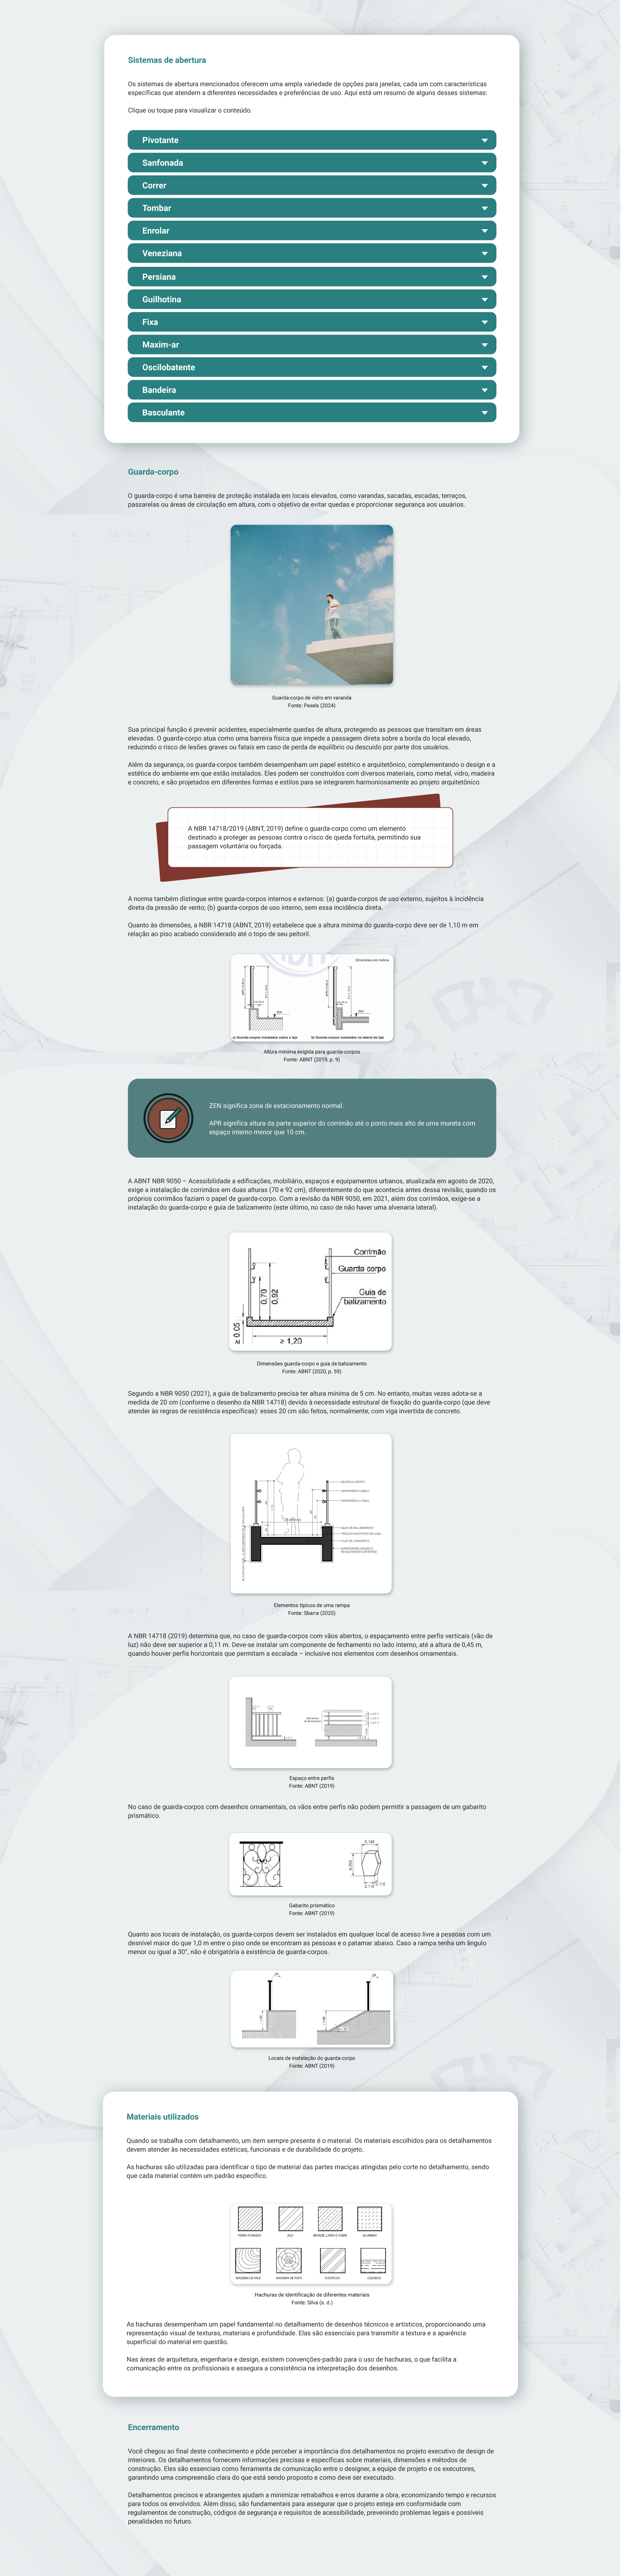 Sistemas de abertura
Os sistemas de abertura mencionados oferecem uma ampla variedade de opções para janelas, cada um com características
específicas que atendem a diferentes necessidades e preferências de uso. Aqui está um resumo de alguns desses sistemas:
Clique ou toque para visualizar o conteúdo.
Pivotante
Sanfonada
Correr
Tombar
Enrolar
Veneziana
Persiana
Guilhotina
Fixa
Maxim-ar
Oscilobatente
Bandeira
Basculante
Guarda-corpo
O guarda-corpo é uma barreira de proteção instalada em locais elevados, como varandas, sacadas, escadas, terraços,
passarelas ou áreas de circulação em altura, com o objetivo de evitar quedas e proporcionar segurança aos usuários.
Guarda-corpo de vidro em varanda
Fonte: Pexels (2024)
Sua principal função é prevenir acidentes, especialmente quedas de altura, protegendo as pessoas que transitam em áreas
elevadas. O guarda-corpo atua como uma barreira física que impede a passagem direta sobre a borda do local elevado,
reduzindo o risco de lesões graves ou fatais em caso de perda de equilíbrio ou descuido por parte dos usuários.
Além da segurança, os guarda-corpos também desempenham um papel estético e arquitetônico, complementando o design e a
estética do ambiente em que estão instalados. Eles podem ser construídos com diversos materiais, como metal, vidro, madeira
e concreto, e são projetados em diferentes formas e estilos para se integrarem harmoniosamente ao projeto arquitetônico.
A NBR 14718/2019 (ABNT, 2019) define o guarda-corpo como um elemento
destinado a proteger as pessoas contra o risco de queda fortuita, permitindo sua
passagem voluntária ou forçada.
A norma também distingue entre guarda-corpos internos e externos: (a) guarda-corpos de uso externo, sujeitos à incidência
direta da pressão de vento; (b) guarda-corpos de uso interno, sem essa incidência direta.
Quanto às dimensões, a NBR 14718 (ABNT, 2019) estabelece que a altura mínima do guarda-corpo deve ser de 1,10 m em
relação ao piso acabado considerado até o topo de seu peitoril.
Dimensões em metros
a) Guarda-corpos instalados sobre a laje
b) Guarda-corpos instalados na lateral da laje
Altura mínima exigida para guarda-corpos
Fonte: ABNT (2019, p. 9)
ZEN significa zona de estacionamento normal.
APR significa altura da parte superior do corrimão até o ponto mais alto de uma mureta com
espaço interno menor que 10 cm.
A ABNT NBR 9050 – Acessibilidade a edificações, mobiliário, espaços e equipamentos urbanos, atualizada em agosto de 2020,
exige a instalação de corrimãos em duas alturas (70 e 92 cm), diferentemente do que acontecia antes dessa revisão, quando os
próprios corrimãos faziam o papel de guarda-corpo. Com a revisão da NBR 9050, em 2021, além dos corrimãos, exige-se a
instalação do guarda-corpo e guia de balizamento (este último, no caso de não haver uma alvenaria lateral).
Corrimão
Guarda corpo
Guia de
balizamento
0,70
0,92
≥ 0,05
≥ 1,20
Dimensões guarda-corpo e guia de balizamento
Fonte: ABNT (2020, p. 59)
Segundo a NBR 9050 (2021), a guia de balizamento precisa ter altura mínima de 5 cm. No entanto, muitas vezes adota-se a
medida de 20 cm (conforme o desenho da NBR 14718) devido à necessidade estrutural de fixação do guarda-corpo (que deve
atender às regras de resistência específicas): esses 20 cm são feitos, normalmente, com viga invertida de concreto.
Elementos típicos de uma rampa
Fonte: Sbarra (2020)
A NBR 14718 (2019) determina que, no caso de guarda-corpos com vãos abertos, o espaçamento entre perfis verticais (vão de
luz) não deve ser superior a 0,11 m. Deve-se instalar um componente de fechamento no lado interno, até a altura de 0,45 m,
quando houver perfis horizontais que permitam a escalada – inclusive nos elementos com desenhos ornamentais.
Espaço entre perfis
Fonte: ABNT (2019)
No caso de guarda-corpos com desenhos ornamentais, os vãos entre perfis não podem permitir a passagem de um gabarito
prismático.
Gabarito prismático
Fonte: ABNT (2019)
Quanto aos locais de instalação, os guarda-corpos devem ser instalados em qualquer local de acesso livre a pessoas com um
desnível maior do que 1,0 m entre o piso onde se encontram as pessoas e o patamar abaixo. Caso a rampa tenha um ângulo
menor ou igual a 30°, não é obrigatória a existência de guarda-corpos.
Locais de instalação do guarda-corpo
Fonte: ABNT (2019)
Materiais utilizados
Quando se trabalha com detalhamento, um item sempre presente é o material. Os materiais escolhidos para os detalhamentos
devem atender às necessidades estéticas, funcionais e de durabilidade do projeto.
As hachuras são utilizadas para identificar o tipo de material das partes maciças atingidas pelo corte no detalhamento, sendo
que cada material contém um padrão específico.
FERRO FUNDIDO
AÇO
BRONZE, LATÃO E COBRE
ALUMÍNIO
MADEIRA DE FACE
MADEIRA DE TOPO
PLÁSTICOS
LÍQUIDOS
Hachuras de identificação de diferentes materiais
Fonte: Silva (s. d.)
As hachuras desempenham um papel fundamental no detalhamento de desenhos técnicos e artísticos, proporcionando uma
representação visual de texturas, materiais e profundidade. Elas são essenciais para transmitir a textura e a aparência
superficial do material em questão.
Nas áreas de arquitetura, engenharia e design, existem convenções-padrão para o uso de hachuras, o que facilita a
comunicação entre os profissionais e assegura a consistência na interpretação dos desenhos.
Encerramento
Você chegou ao final deste conhecimento e pôde perceber a importância dos detalhamentos no projeto executivo de design de
interiores. Os detalhamentos fornecem informações precisas e específicas sobre materiais, dimensões e métodos de
construção. Eles são essenciais como ferramenta de comunicação entre o designer, a equipe de projeto e os executores,
garantindo uma compreensão clara do que está sendo proposto e como deve ser executado.
Detalhamentos precisos e abrangentes ajudam a minimizar retrabalhos e erros durante a obra, economizando tempo e recursos
para todos os envolvidos. Além disso, são fundamentais para assegurar que o projeto esteja em conformidade com
regulamentos de construção, códigos de segurança e requisitos de acessibilidade, prevenindo problemas legais e possíveis
penalidades no futuro.